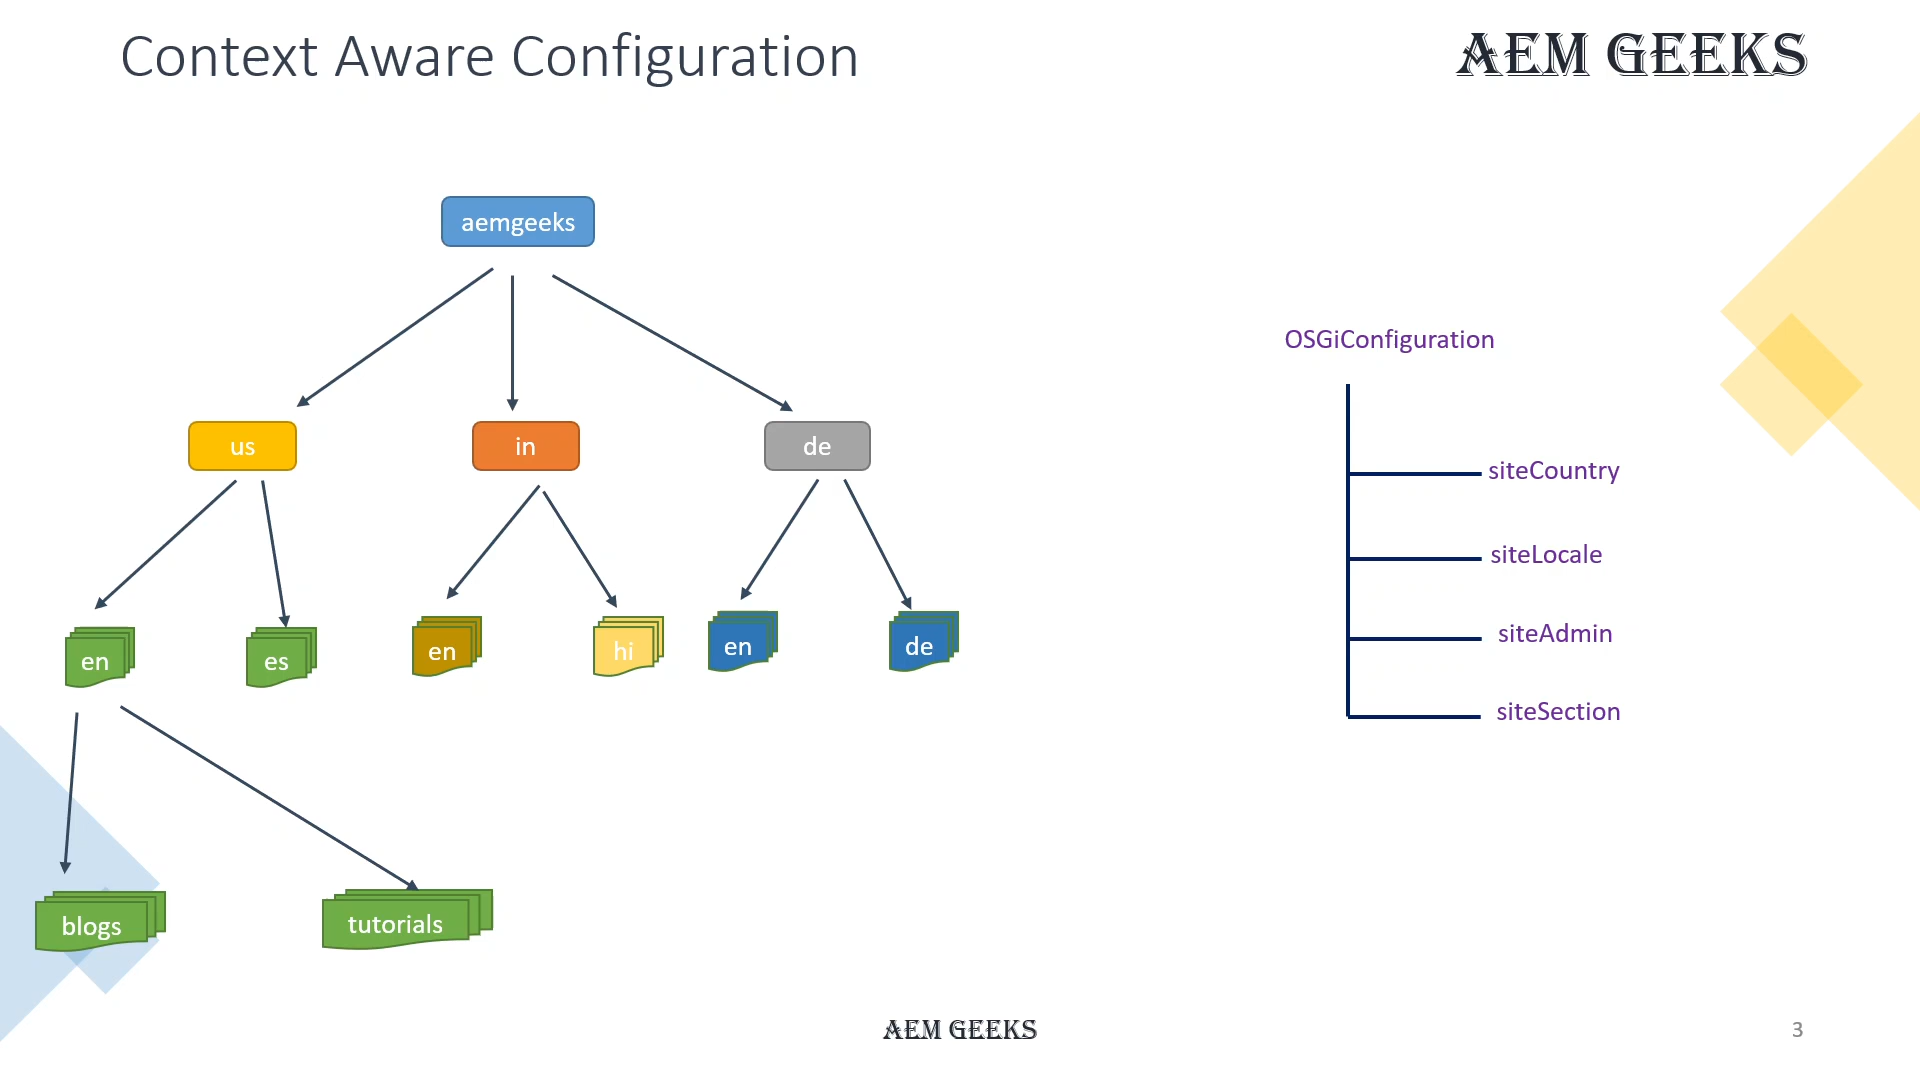 Context Aware Configuration
AEM GEEKS
aemgeeks
us
in
de
en
es
en
hi
en
de
blogs
tutorials
OSGiConfiguration
siteCountry
siteLocale
siteAdmin
siteSection
AEM GEEKS
3